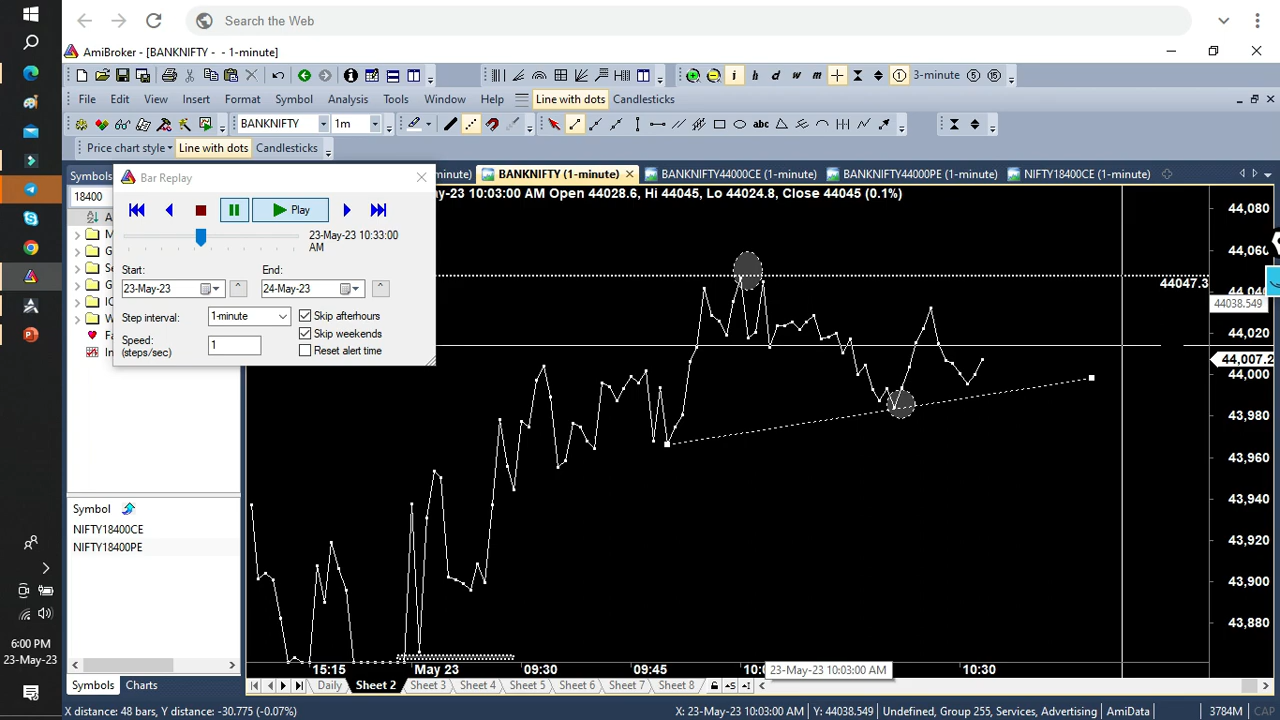 Search the Web
AmiBroker - [BANKNIFTY - - 1-minute]
i h d w m 3-minute
File Edit View Insert Format Symbol Analysis Tools Window Help Line with dots Candlesticks
BANKNIFTY 1m abc
Price chart style Line with dots Candlesticks
Symbols
Bar Replay
BANKNIFTY (1-minute) BANKNIFTY44000CE (1-minute) BANKNIFTY44000PE (1-minute) NIFTY18400CE (1-minute)
18400
10:03:00 AM Open 44028.6, Hi 44045, Lo 44024.8, Close 44045 (0.1%)
Play
23-May-23 10:33:00
AM
Start:
End:
23-May-23
24-May-23
Step interval:
1-minute
Skip afterhours
Skip weekends
Speed:
(steps/sec)
1
Reset alert time
44,080
44,060
44047.3
44,040
44038.549
44,020
44,007.2
44,000
43,980
43,960
43,940
43,920
43,900
43,880
Symbol
NIFTY18400CE
NIFTY18400PE
15:15 May 23 09:30 09:45 23-May-23 10:03:00 AM 10:30
Symbols Charts
Daily Sheet 2 Sheet 3 Sheet 4 Sheet 5 Sheet 6 Sheet 7 Sheet 8
6:00 PM
23-May-23
X distance: 48 bars, Y distance: -30.775 (-0.07%) X: 23-May-23 10:03:00 AM Y: 44038.549 Undefined, Group 255, Services, Advertising AmiData 3784M CAP